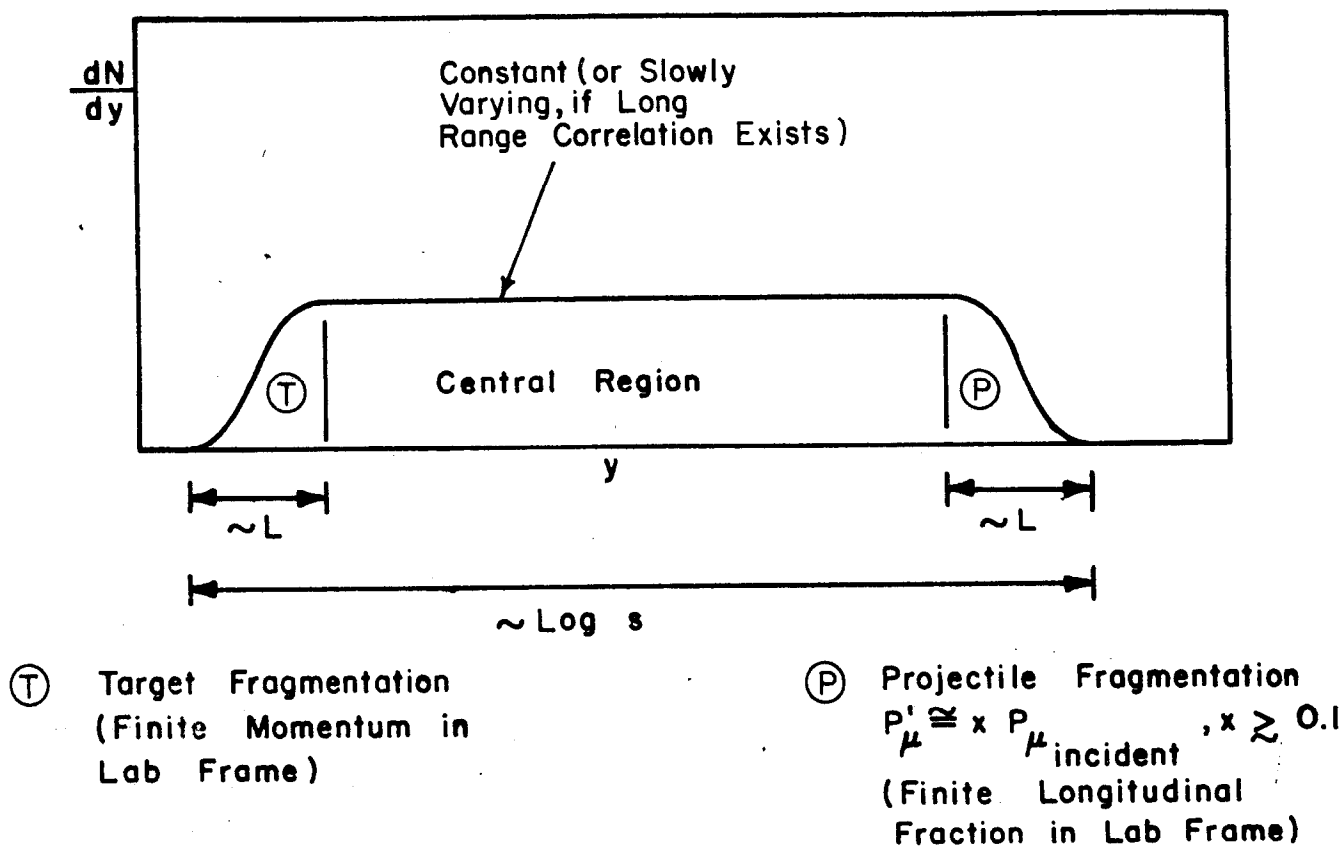 dN
dy
Constant (or Slowly
Varying, if Long
Range Correlation Exists)
T
Central Region
P
y
~L
~L
~Log s
T Target Fragmentation
(Finite Momentum in
Lab Frame)
P Projectile Fragmentation
P'μ ≅ x Pμ incident , x ≳ 0.1
(Finite Longitudinal
Fraction in Lab Frame)